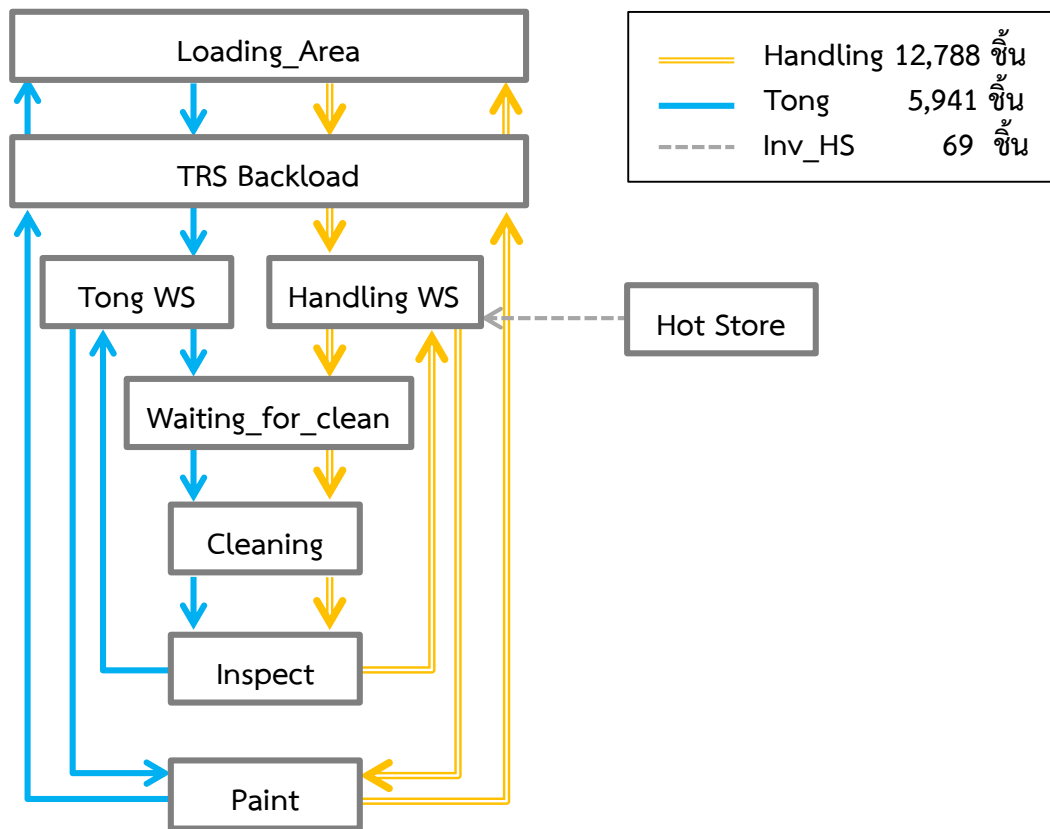 Loading_Area
Handling 12,788 ชิ้น
Tong 5,941 ชิ้น
Inv_HS 69 ชิ้น
TRS Backload
Tong WS
Handling WS
Hot Store
Waiting_for_clean
Cleaning
Inspect
Paint